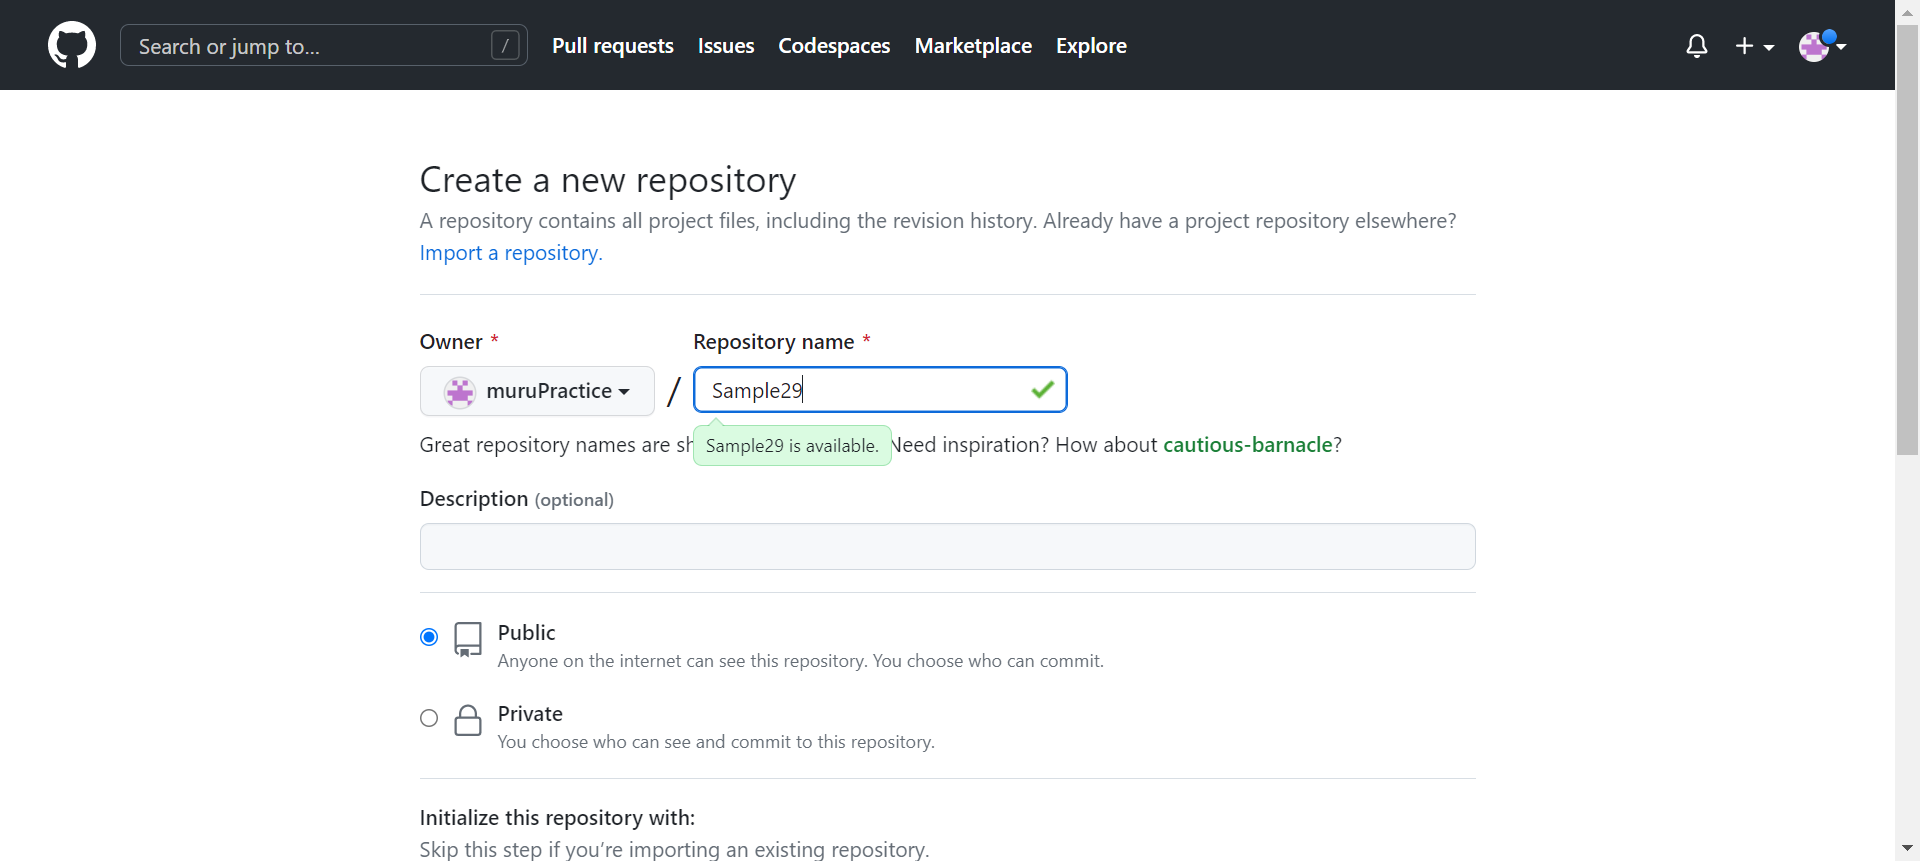 Search or jump to... / Pull requests Issues Codespaces Marketplace Explore
Create a new repository
A repository contains all project files, including the revision history. Already have a project repository elsewhere?
Import a repository.
Owner * Repository name *
muruPractice / Sample29
Great repository names are sh Sample29 is available. Need inspiration? How about cautious-barnacle?
Description (optional)
Public
Anyone on the internet can see this repository. You choose who can commit.
Private
You choose who can see and commit to this repository.
Initialize this repository with:
Skip this step if you’re importing an existing repository.